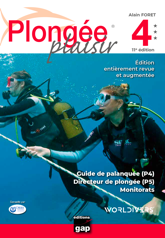 Alain FORET
Plongée
plaisir
4
11e édition
Édition
entièrement revue
et augmentée
Guide de palanquée (P4)
Directeur de plongée (P5)
Monitorats
WORLDIVERS
éditions
gap